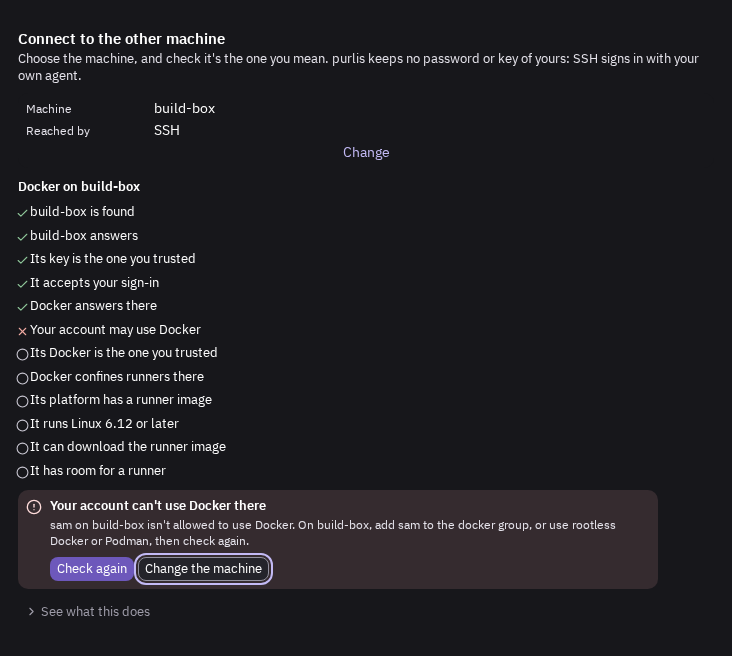 Connect to the other machine
Choose the machine, and check it's the one you mean. purlis keeps no password or key of yours: SSH signs in with your
own agent.
Machine build-box
Reached by SSH
Change
Docker on build-box
build-box is found
build-box answers
Its key is the one you trusted
It accepts your sign-in
Docker answers there
Your account may use Docker
Its Docker is the one you trusted
Docker confines runners there
Its platform has a runner image
It runs Linux 6.12 or later
It can download the runner image
It has room for a runner
Your account can't use Docker there
sam on build-box isn't allowed to use Docker. On build-box, add sam to the docker group, or use rootless
Docker or Podman, then check again.
Check again Change the machine
See what this does